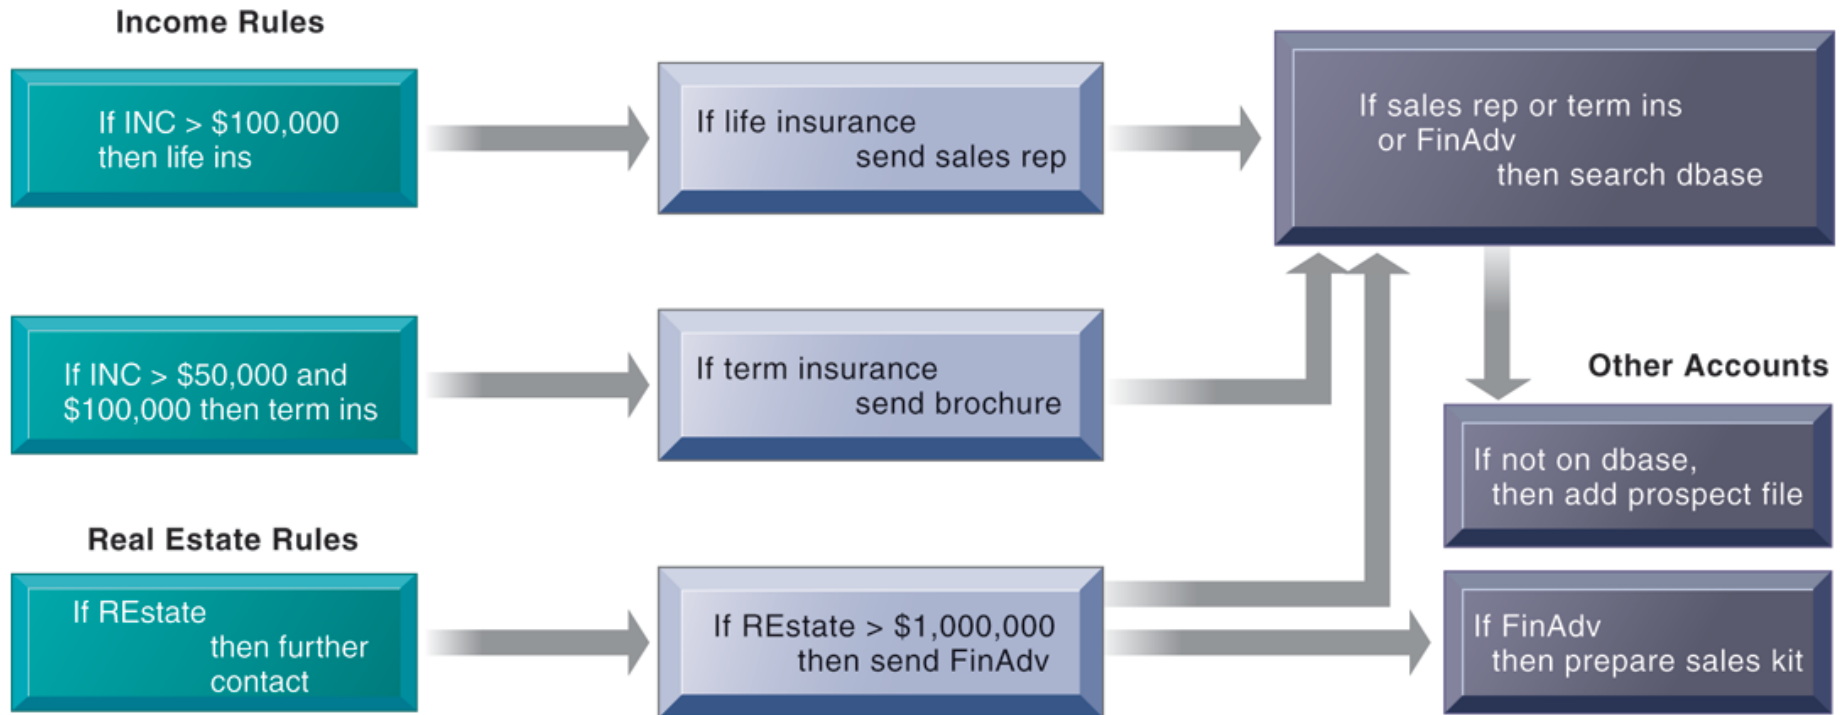 Income Rules
If INC > $100,000
then life ins
If life insurance
send sales rep
If sales rep or term ins
or FinAdv
then search dbase
If INC > $50,000 and
$100,000 then term ins
If term insurance
send brochure
Other Accounts
If not on dbase,
then add prospect file
Real Estate Rules
If REstate
then further
contact
If REstate > $1,000,000
then send FinAdv
If FinAdv
then prepare sales kit